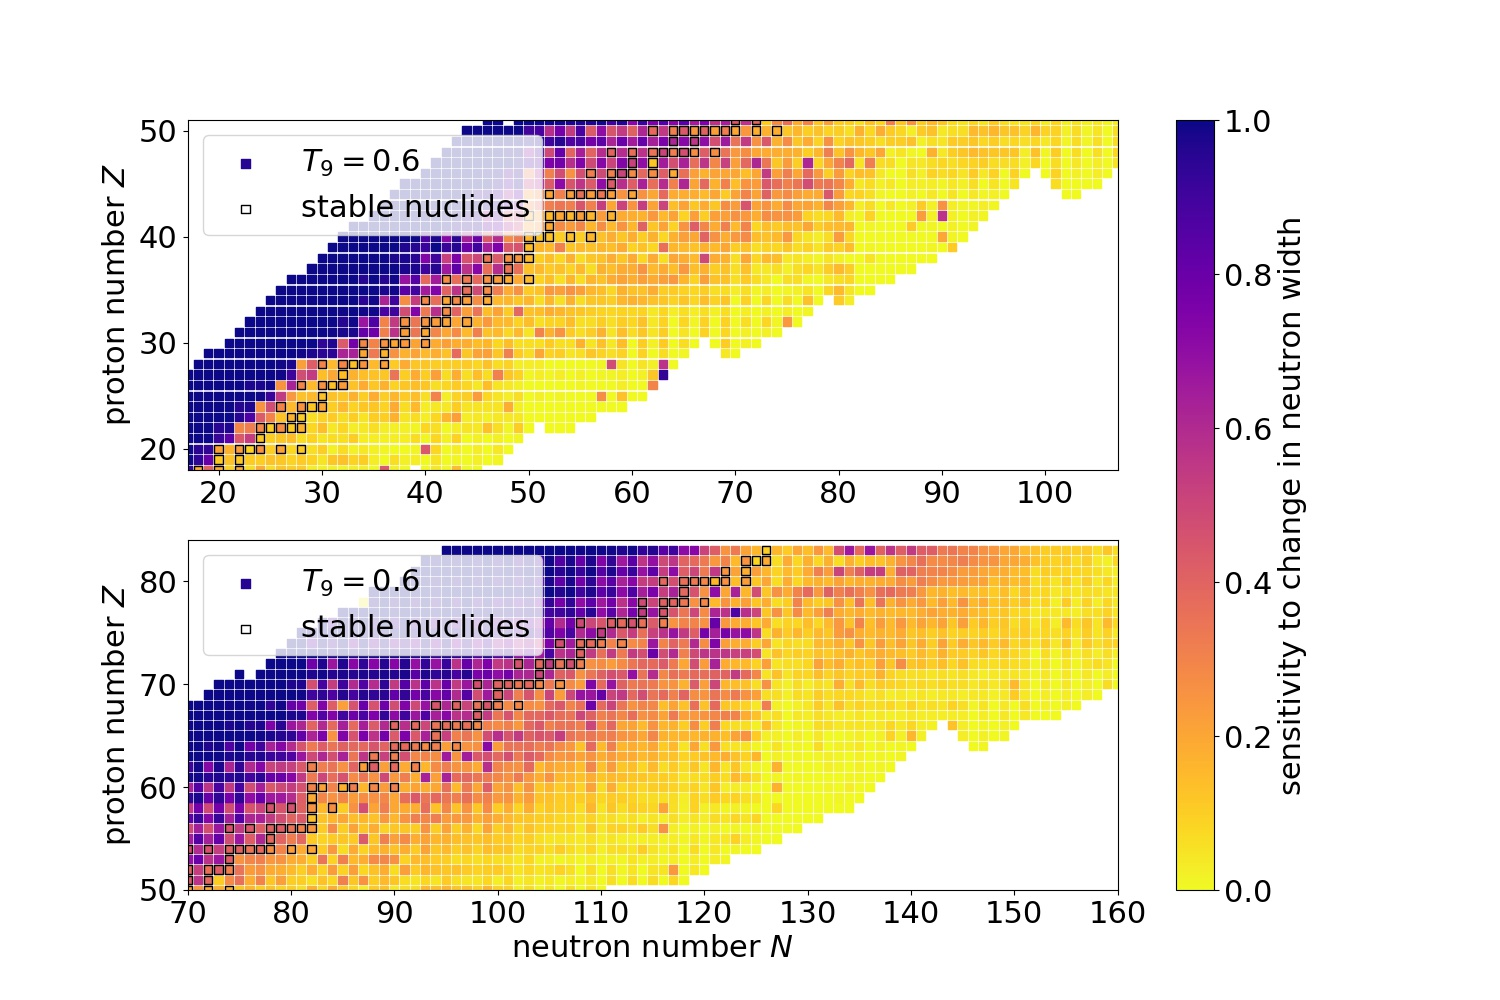 50
40
30
20
proton number Z
T₉ = 0.6
stable nuclides
20 30 40 50 60 70 80 90 100
80
70
60
50
proton number Z
T₉ = 0.6
stable nuclides
70 80 90 100 110 120 130 140 150 160
neutron number N
1.0
0.8
0.6
0.4
0.2
0.0
sensitivity to change in neutron width